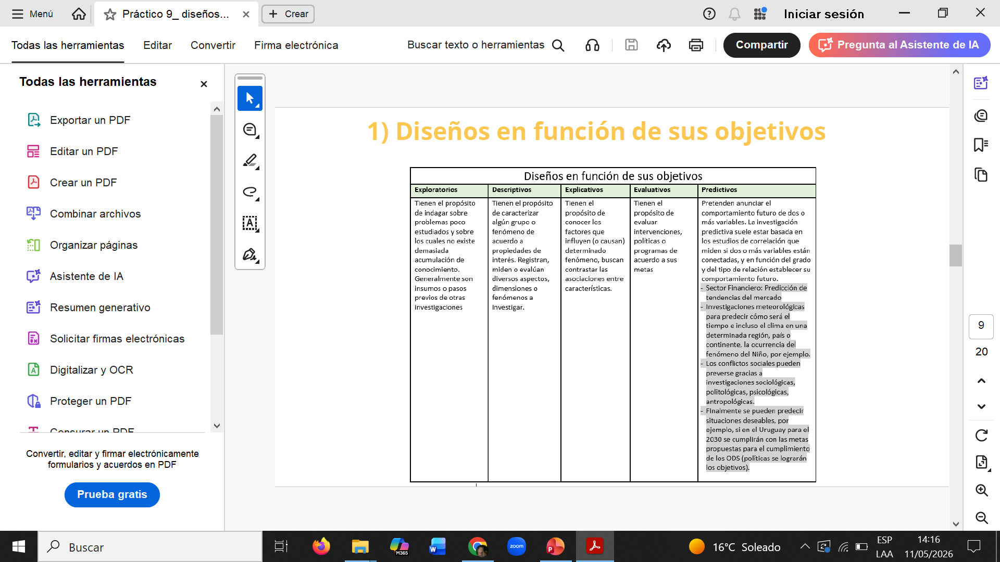 Menú
Práctico 9_ diseños...
Crear
Iniciar sesión
Todas las herramientas
Editar
Convertir
Firma electrónica
Buscar texto o herramientas
Compartir
Pregunta al Asistente de IA
Todas las herramientas
Exportar un PDF
Editar un PDF
Crear un PDF
Combinar archivos
Organizar páginas
Asistente de IA
Resumen generativo
Solicitar firmas electrónicas
Digitalizar y OCR
Proteger un PDF
Censurar un PDF
Convertir, editar y firmar electrónicamente
formularios y acuerdos en PDF
Prueba gratis
1) Diseños en función de sus objetivos
Diseños en función de sus objetivos
Exploratorios
Tienen el propósito
de indagar sobre
problemas poco
estudiados y sobre
los cuales no existe
demasiada
acumulación de
conocimiento.
Generalmente son
insumos o pasos
previos de otras
investigaciones
Descriptivos
Tienen el propósito
de caracterizar
algún grupo o
fenómeno de
acuerdo a
propiedades de
interés. Registran,
miden o evalúan
diversos aspectos,
dimensiones o
fenómenos a
investigar.
Explicativos
Tienen el
propósito de
conocer los
factores que
influyen (o causan)
determinado
fenómeno, buscan
contrastar las
asociaciones entre
características.
Evaluativos
Tienen el
propósito de
evaluar
intervenciones,
políticas o
programas de
acuerdo a sus
metas
Predictivos
Pretenden anunciar el
comportamiento futuro de dos o
más variables. La investigación
predictiva suele estar basada en
los estudios de correlación que
miden si dos o más variables están
conectadas, y en función del grado
y del tipo de relación establecer su
comportamiento futuro.
- Sector Financiero: Predicción de
tendencias del mercado
- Investigaciones meteorológicas
para predecir cómo será el
tiempo e incluso el clima en una
determinada región, país o
continente, la ocurrencia del
fenómeno del Niño, por ejemplo.
- Los conflictos sociales pueden
preverse gracias a
investigaciones sociológicas,
politológicas, psicológicas,
antropológicas.
- Finalmente se pueden predecir
situaciones deseables, por
ejemplo, si en el Uruguay para el
2030 se cumplirán con las metas
propuestas para el cumplimiento
de los ODS (políticas se lograrán
los objetivos).
9
20
Buscar
M365
W
zoom
P
16°C Soleado
ESP
LAA
14:16
11/05/2026